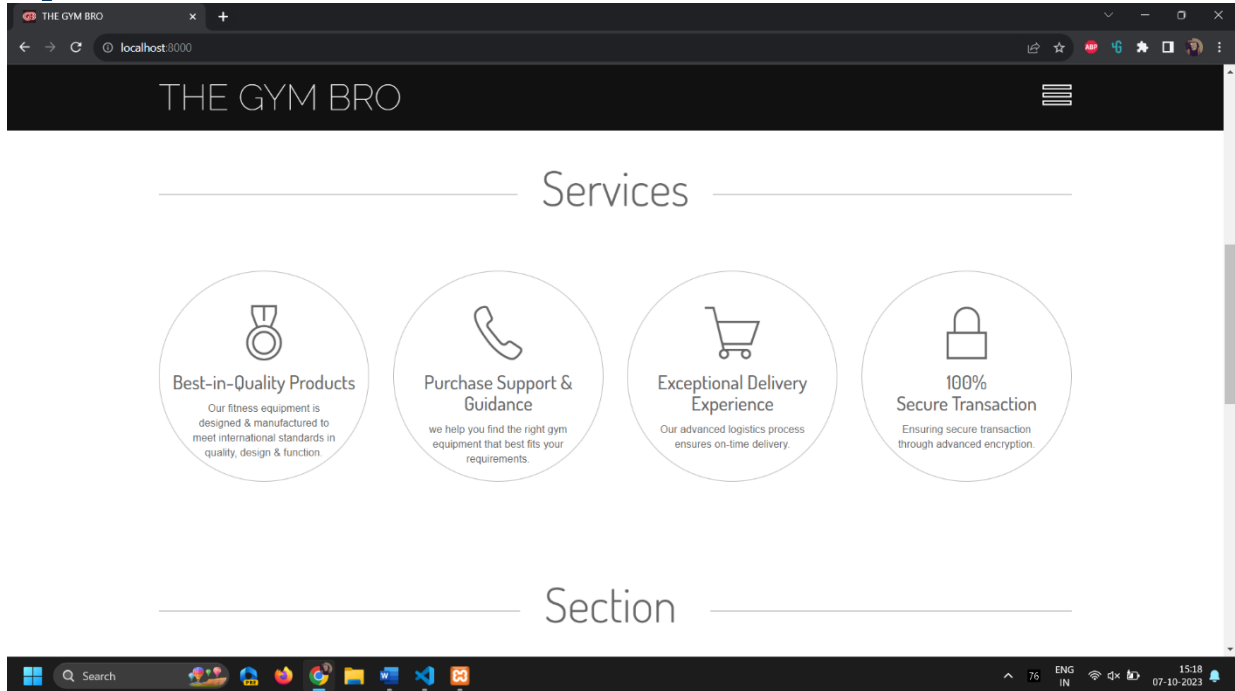 THE GYM BRO
localhost:8000
ABP
THE GYM BRO
Services
Best-in-Quality Products
Our fitness equipment is
designed & manufactured to
meet international standards in
quality, design & function.
Purchase Support &
Guidance
we help you find the right gym
equipment that best fits your
requirements.
Exceptional Delivery
Experience
Our advanced logistics process
ensures on-time delivery.
100%
Secure Transaction
Ensuring secure transaction
through advanced encryption.
Section
Search
PRE
76
ENG
IN
15:18
07-10-2023